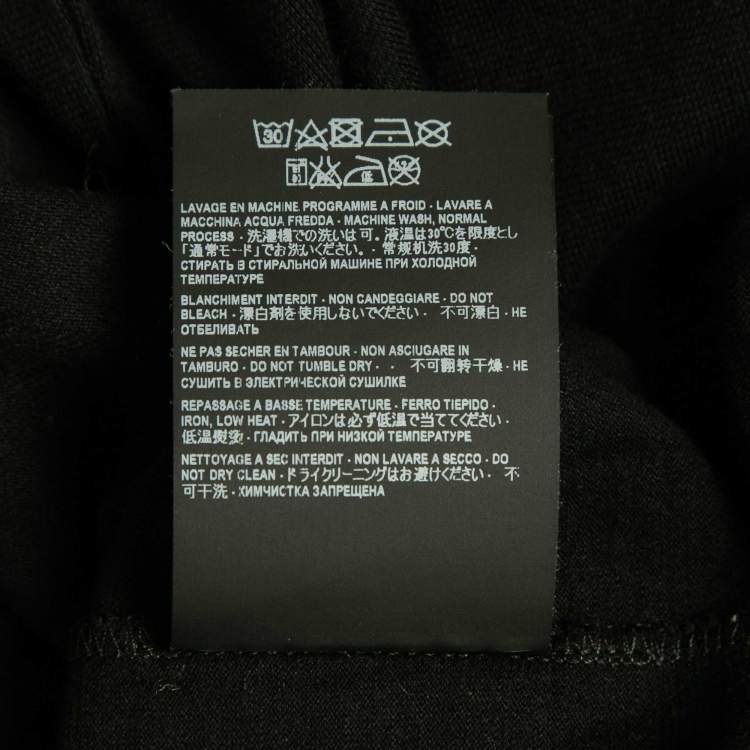 30
LAVAGE EN MACHINE PROGRAMME A FROID - LAVARE A
MACCHINA ACQUA FREDDA - MACHINE WASH, NORMAL
PROCESS - 洗濯機での洗いは可。液温は30℃を限度とし
「通常モード」でお洗いください。- 常规机洗30度 -
СТИРАТЬ В СТИРАЛЬНОЙ МАШИНЕ ПРИ ХОЛОДНОЙ
ТЕМПЕРАТУРЕ
BLANCHIMENT INTERDIT - NON CANDEGGIARE - DO NOT
BLEACH - 漂白剤を使用しないでください。 不可漂白 - НЕ
ОТБЕЛИВАТЬ
NE PAS SECHER EN TAMBOUR - NON ASCIUGARE IN
TAMBURO - DO NOT TUMBLE DRY - - 不可翻转干燥 - НЕ
СУШИТЬ В ЭЛЕКТРИЧЕСКОЙ СУШИЛКЕ
REPASSAGE A BASSE TEMPERATURE - FERRO TIEPIDO -
IRON, LOW HEAT - アイロンは必ず低温で当ててください -
低温熨烫 - ГЛАДИТЬ ПРИ НИЗКОЙ ТЕМПЕРАТУРЕ
NETTOYAGE A SEC INTERDIT - NON LAVARE A SECCO - DO
NOT DRY CLEAN - ドライクリーニングはお避けください - 不
可干洗 - ХИМЧИСТКА ЗАПРЕЩЕНА